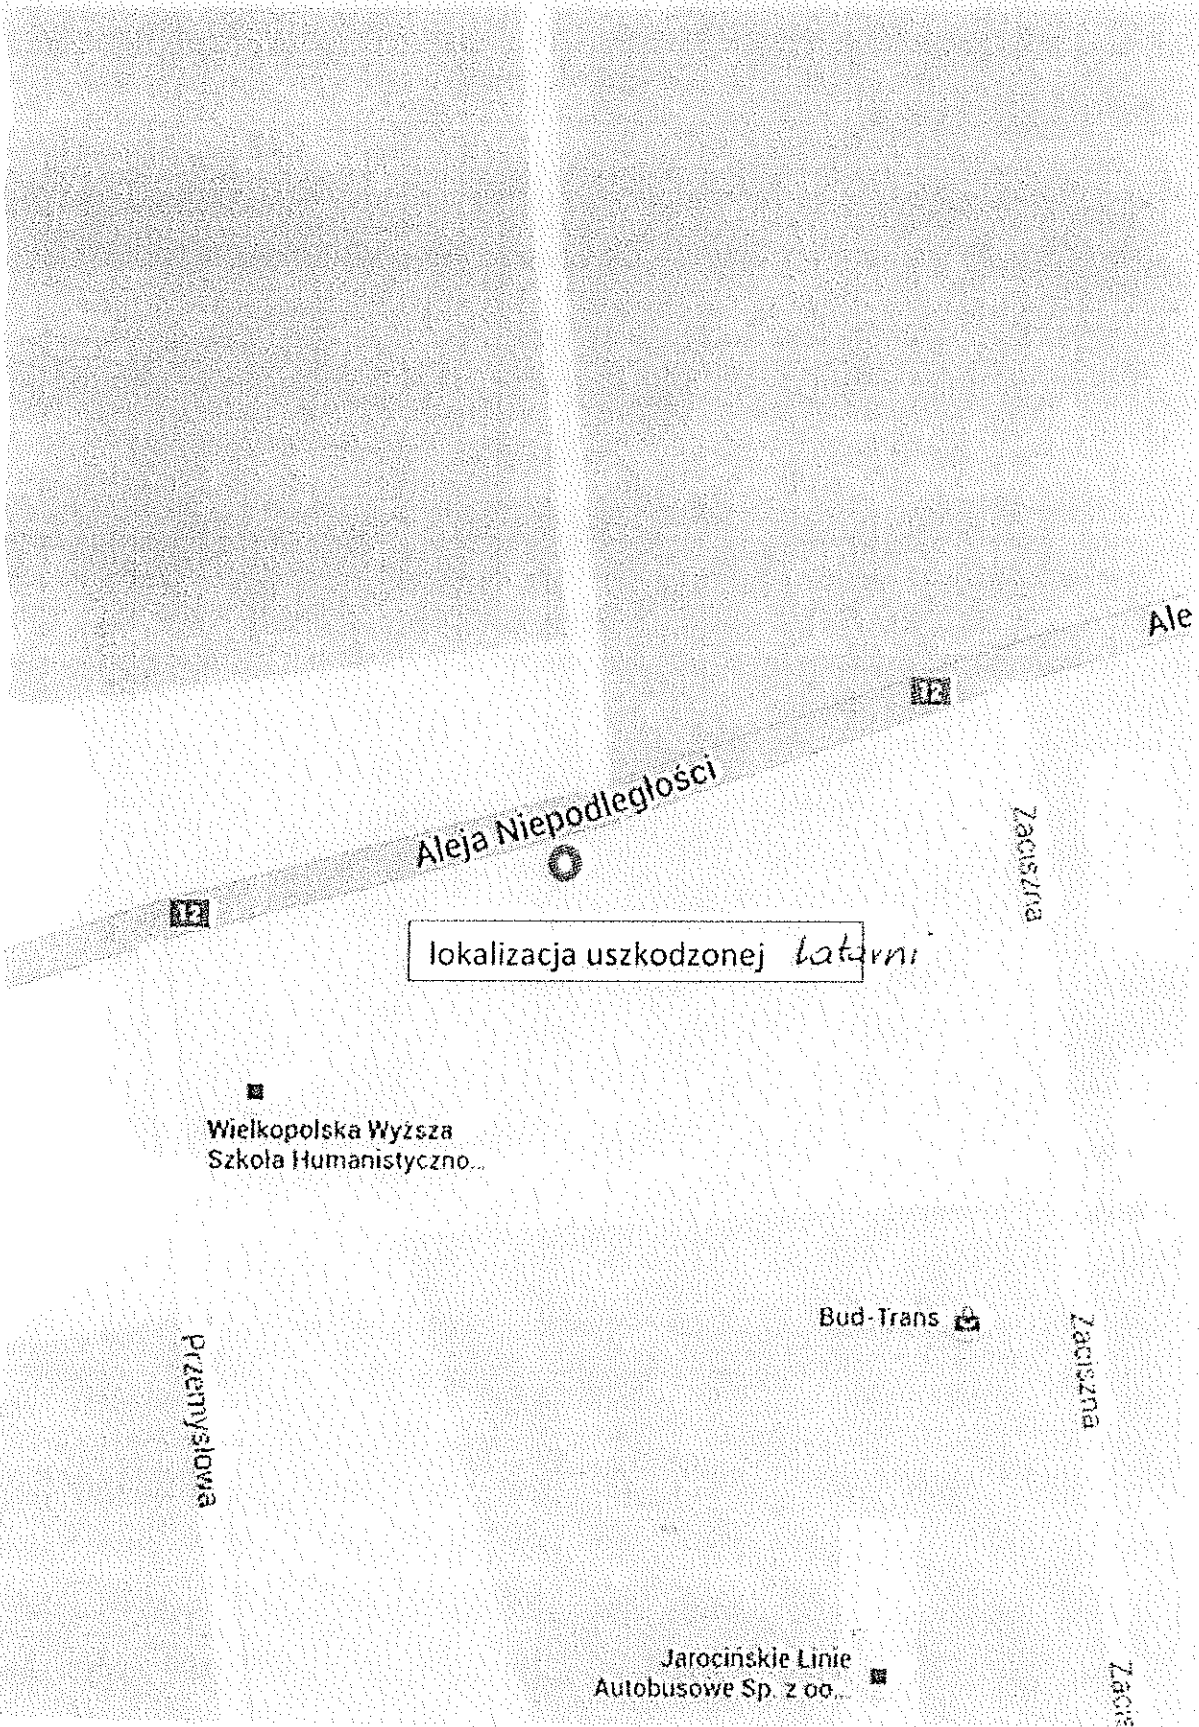 Ale
12
Aleja Niepodległości
Zaciszna
12
lokalizacja uszkodzonej latarni
Wielkopolska Wyższa
Szkoła Humanistyczno...
Bud-Trans
Zaciszna
Przemysłowa
Jarocińskie Linie
Autobusowe Sp. z oo...
Zacis